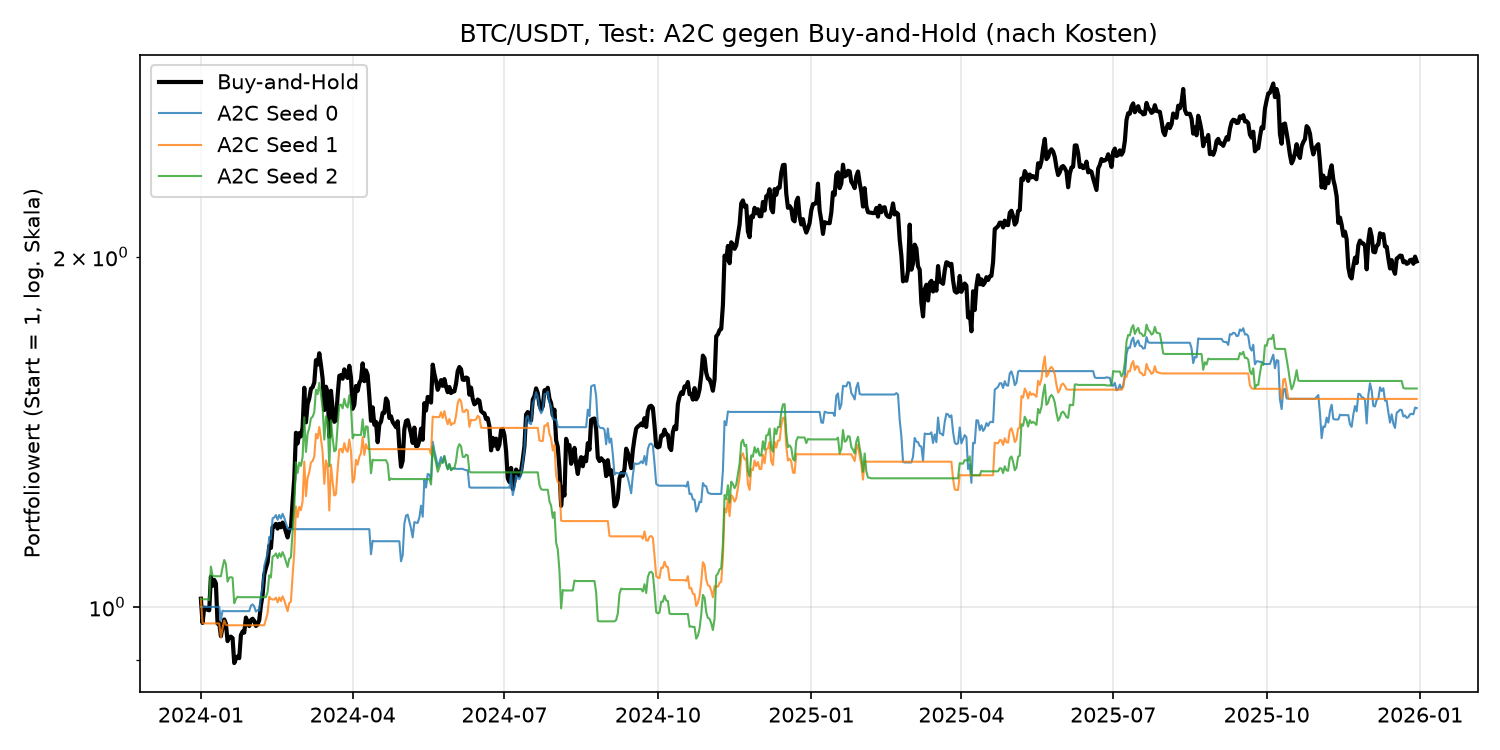 BTC/USDT, Test: A2C gegen Buy-and-Hold (nach Kosten)
Buy-and-Hold
A2C Seed 0
A2C Seed 1
A2C Seed 2
Portfoliowert (Start = 1, log. Skala)
2 × 10⁰
10⁰
2024-01 2024-04 2024-07 2024-10 2025-01 2025-04 2025-07 2025-10 2026-01